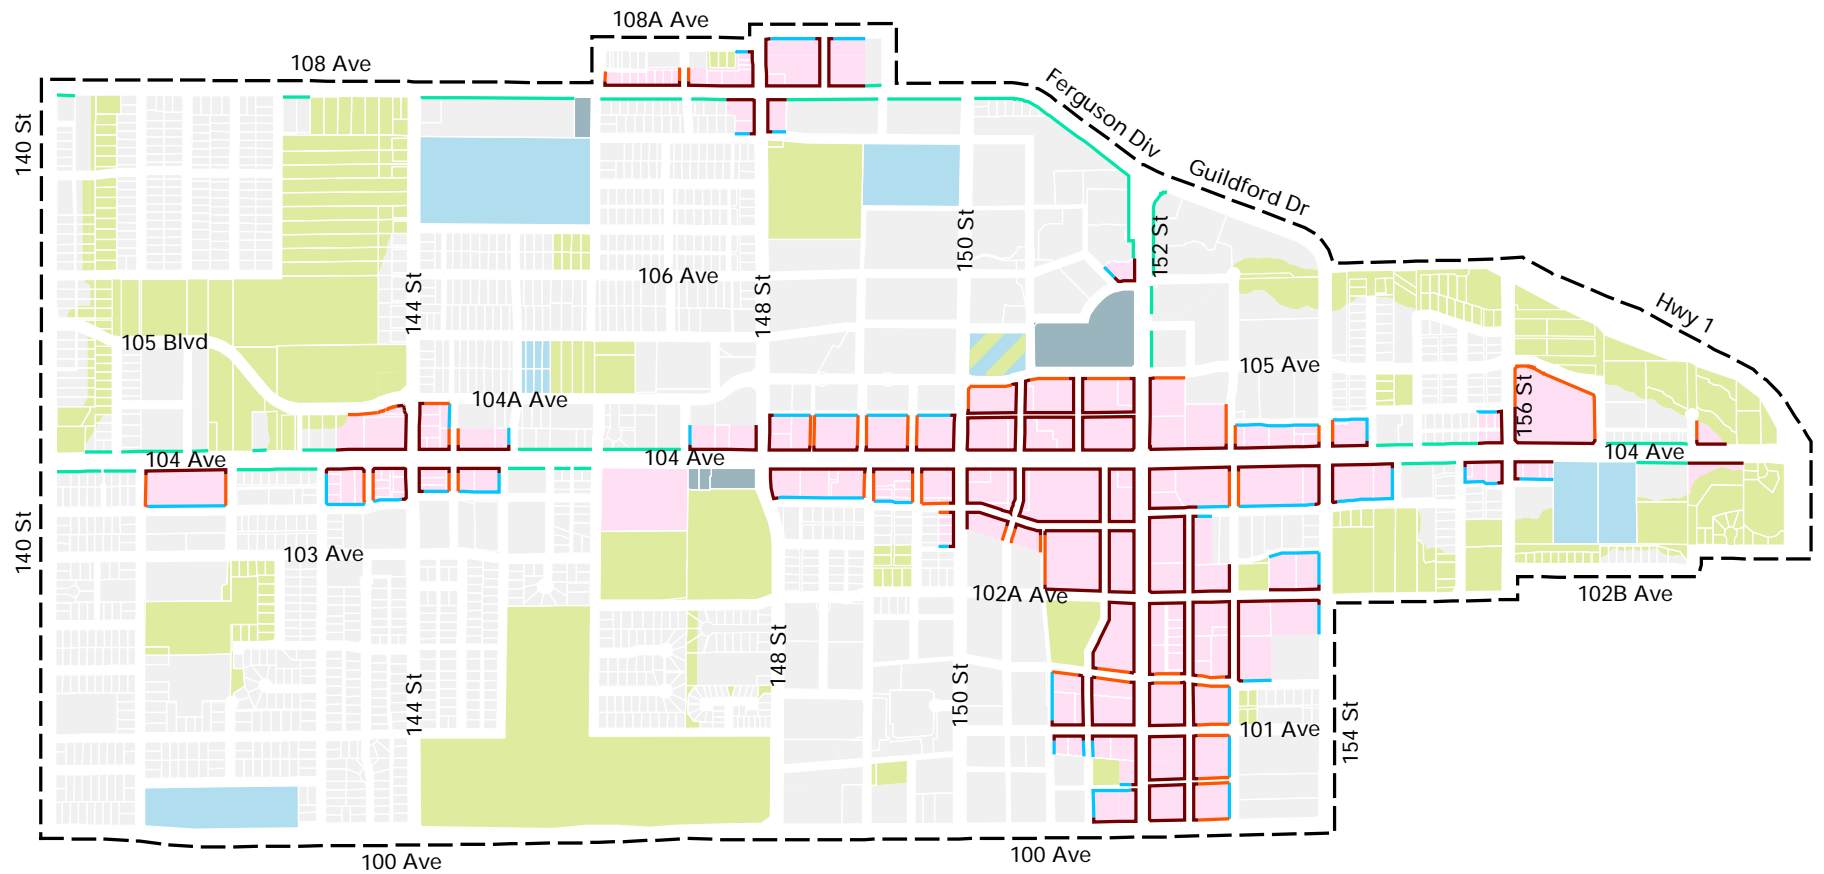 108A Ave
108 Ave
Ferguson Div
140 St
Guildford Dr
152 St
150 St
106 Ave
144 St
148 St
Hwy 1
105 Blvd
105 Ave
104A Ave
156 St
104 Ave
104 Ave
104 Ave
140 St
103 Ave
102A Ave
102B Ave
148 St
144 St
150 St
101 Ave
154 St
100 Ave
100 Ave